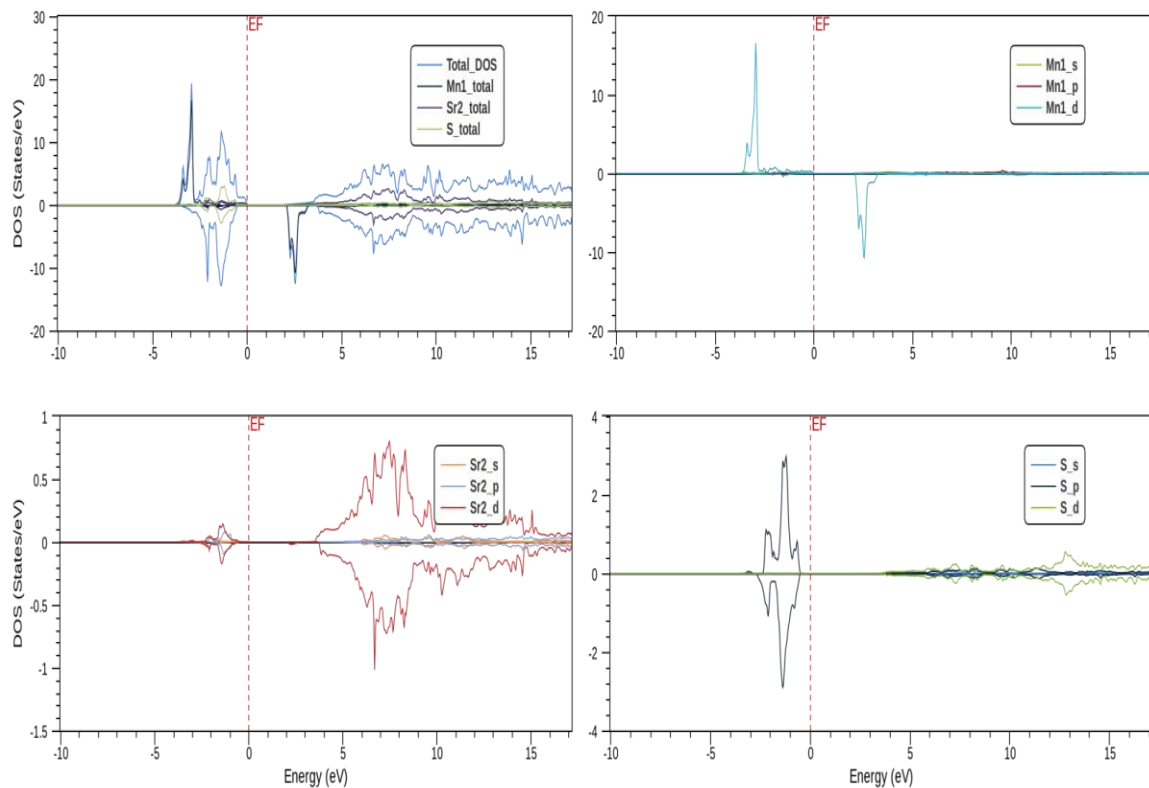 30
20
10
0
-10
-20
DOS (States/eV)
EF
Total_DOS
Mn1_total
Sr2_total
S_total
-10 -5 0 5 10 15
20
10
0
-10
20
EF
Mn1_s
Mn1_p
Mn1_d
-10 -5 0 5 10 15
1
0.5
0
-0.5
-1
-1.5
DOS (States/eV)
EF
Sr2_s
Sr2_p
Sr2_d
-10 -5 0 5 10 15
Energy (eV)
4
2
0
-2
-4
EF
S_s
S_p
S_d
-10 -5 0 5 10 15
Energy (eV)